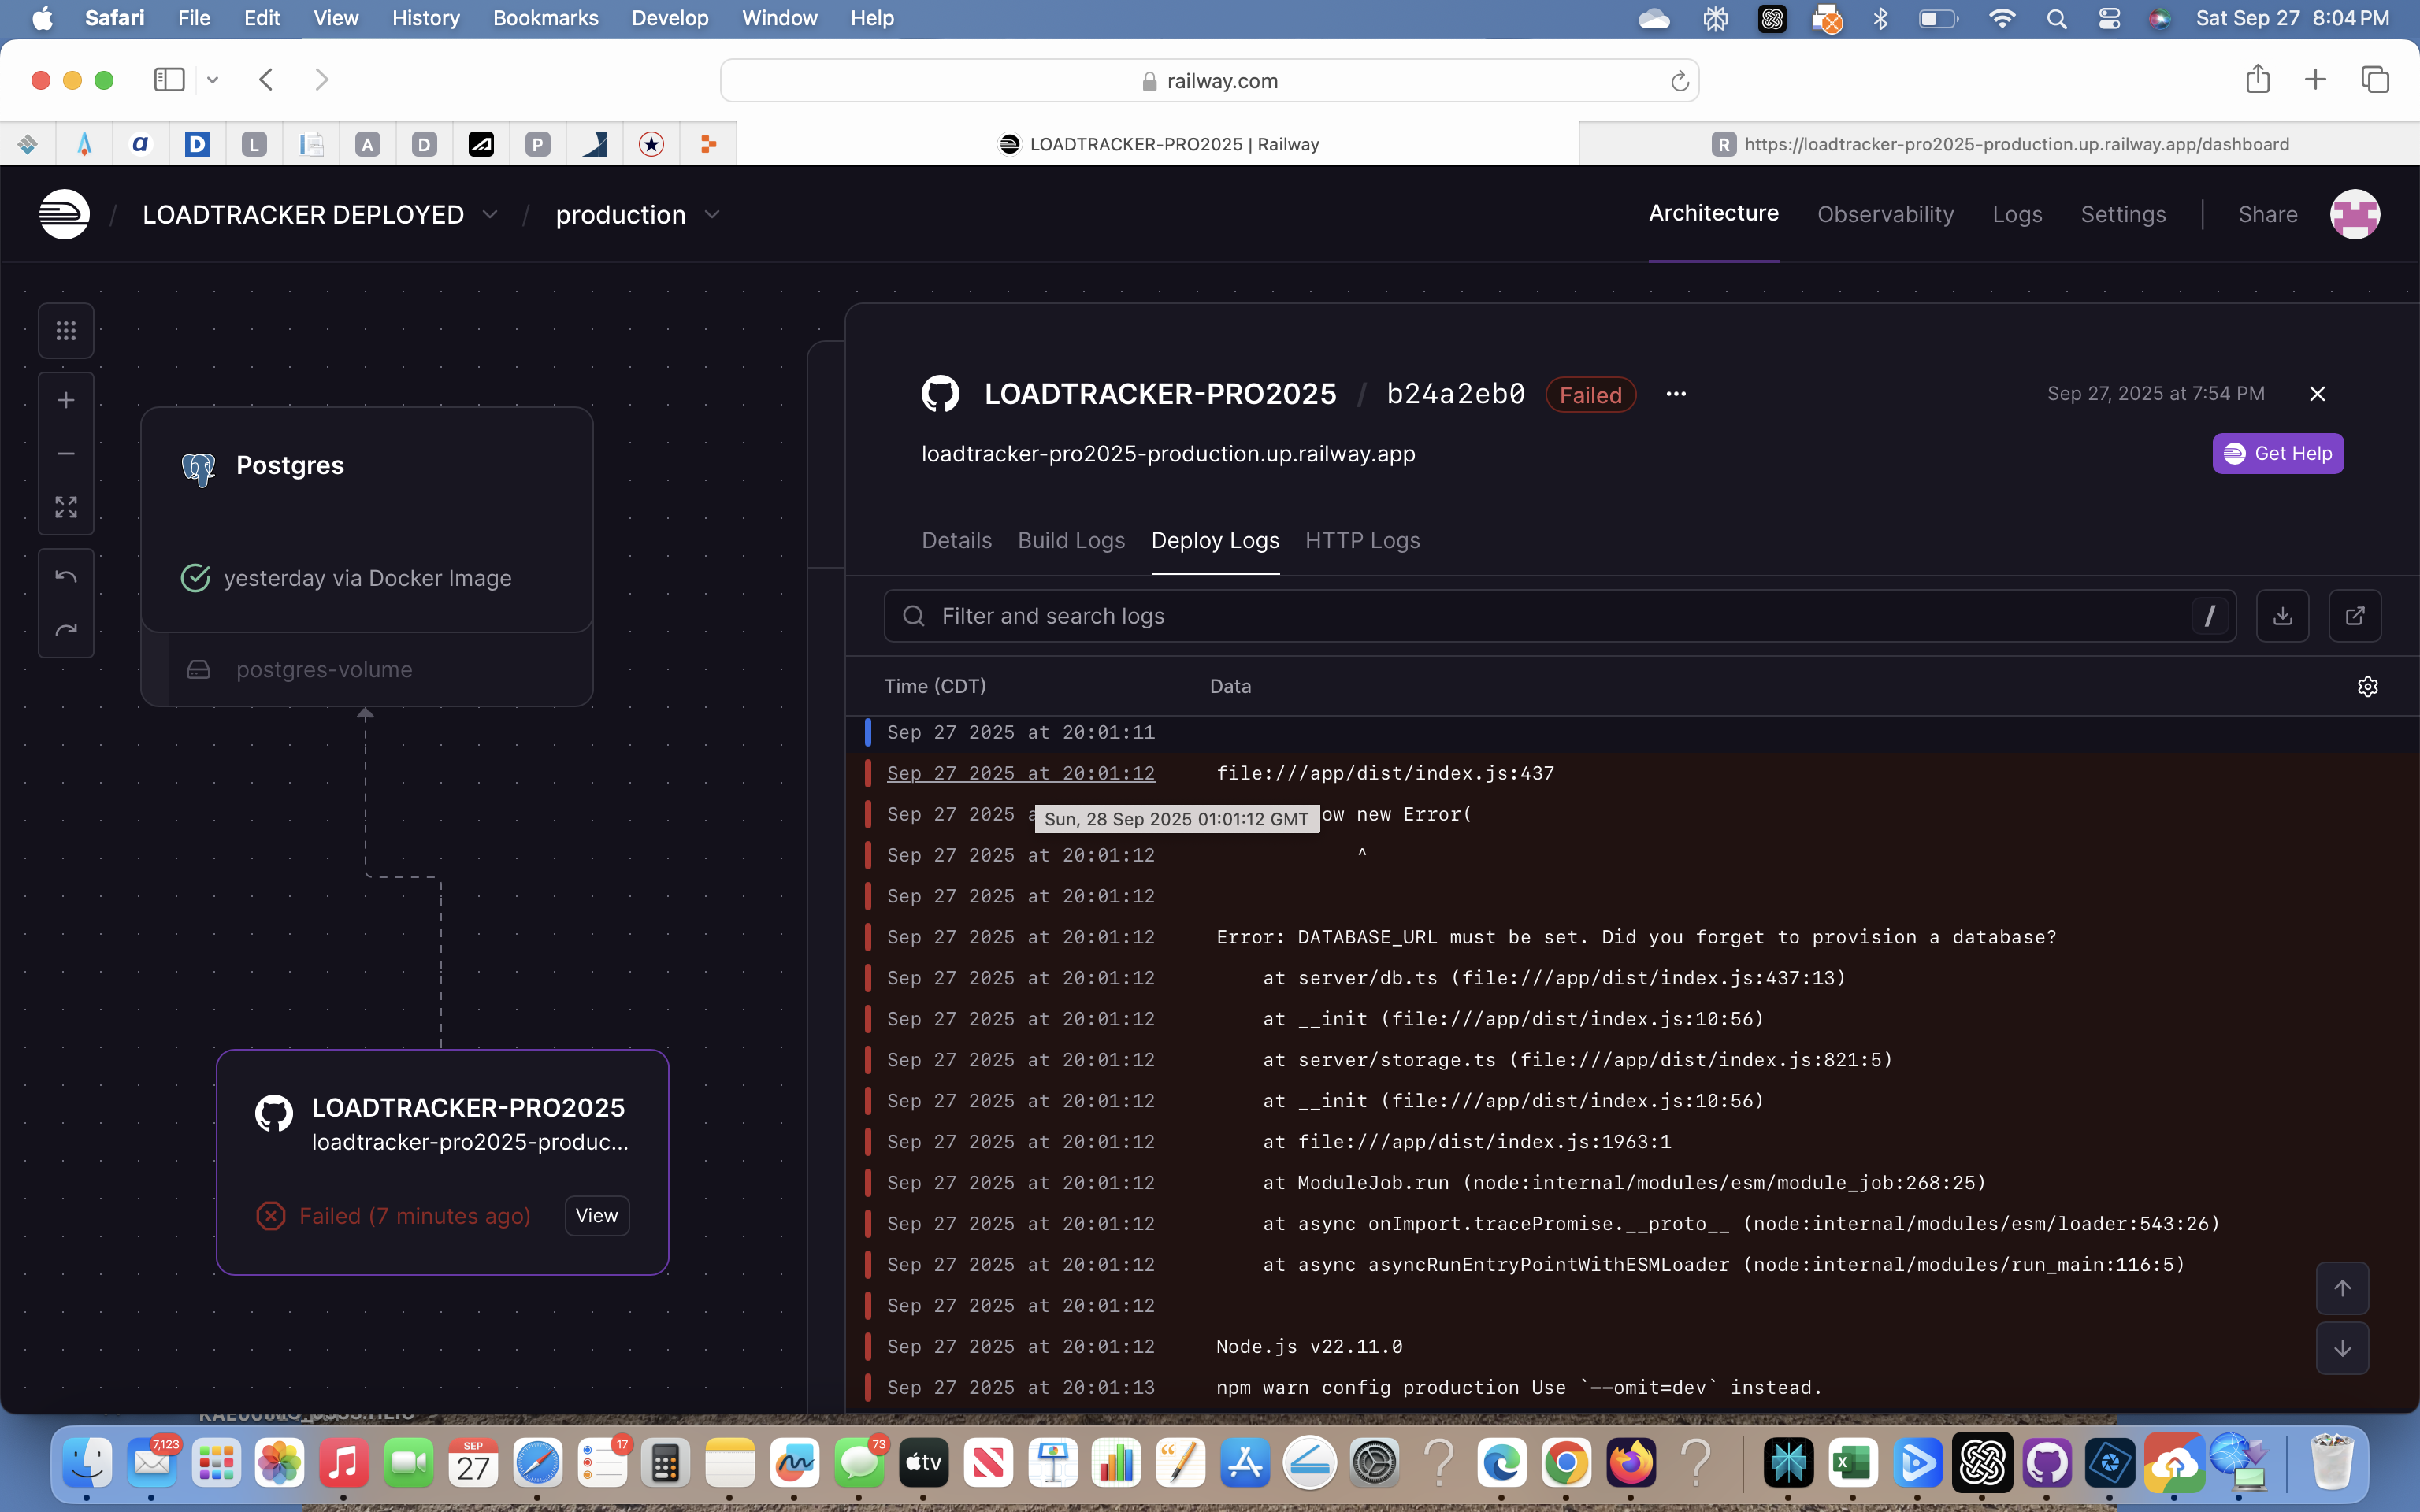 Safari File Edit View History Bookmarks Develop Window Help Sat Sep 27 8:04 PM
railway.com
a D L A D P LOADTRACKER-PRO2025 | Railway R https://loadtracker-pro2025-production.up.railway.app/dashboard
/ LOADTRACKER DEPLOYED / production Architecture Observability Logs Settings | Share
LOADTRACKER-PRO2025 / b24a2eb0 Failed ··· Sep 27, 2025 at 7:54 PM
loadtracker-pro2025-production.up.railway.app Get Help
Postgres
yesterday via Docker Image
postgres-volume
LOADTRACKER-PRO2025
loadtracker-pro2025-produc...
Failed (7 minutes ago) View
Details Build Logs Deploy Logs HTTP Logs
Filter and search logs /
Time (CDT) Data
Sep 27 2025 at 20:01:11
Sep 27 2025 at 20:01:12 file:///app/dist/index.js:437
Sep 27 2025 ow new Error(
Sun, 28 Sep 2025 01:01:12 GMT
Sep 27 2025 at 20:01:12 ^
Sep 27 2025 at 20:01:12
Sep 27 2025 at 20:01:12 Error: DATABASE_URL must be set. Did you forget to provision a database?
Sep 27 2025 at 20:01:12 at server/db.ts (file:///app/dist/index.js:437:13)
Sep 27 2025 at 20:01:12 at __init (file:///app/dist/index.js:10:56)
Sep 27 2025 at 20:01:12 at server/storage.ts (file:///app/dist/index.js:821:5)
Sep 27 2025 at 20:01:12 at __init (file:///app/dist/index.js:10:56)
Sep 27 2025 at 20:01:12 at file:///app/dist/index.js:1963:1
Sep 27 2025 at 20:01:12 at ModuleJob.run (node:internal/modules/esm/module_job:268:25)
Sep 27 2025 at 20:01:12 at async onImport.tracePromise.__proto__ (node:internal/modules/esm/loader:543:26)
Sep 27 2025 at 20:01:12 at async asyncRunEntryPointWithESMLoader (node:internal/modules/run_main:116:5)
Sep 27 2025 at 20:01:12
Sep 27 2025 at 20:01:12 Node.js v22.11.0
Sep 27 2025 at 20:01:13 npm warn config production Use `--omit=dev` instead.
7,123 SEP 27 17 73 tv